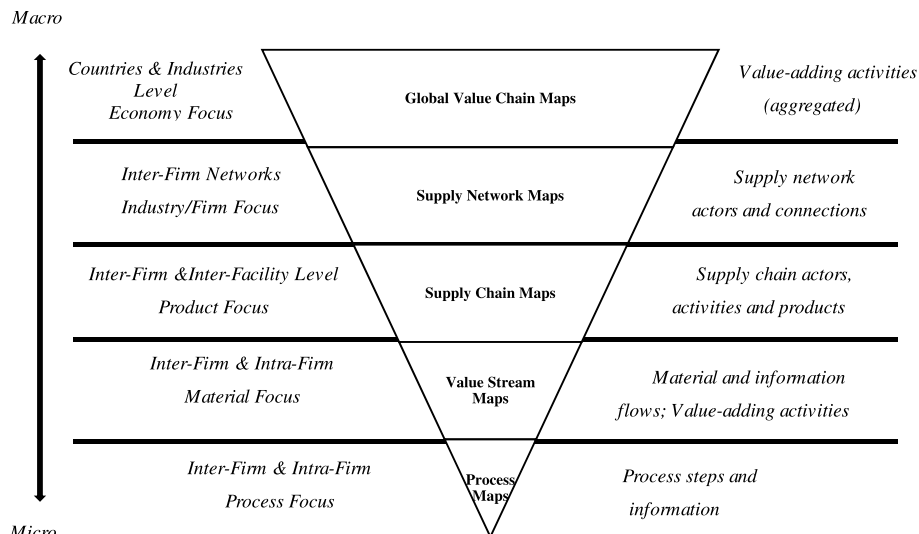 Macro
Countries & Industries
Level
Economy Focus
Global Value Chain Maps
Value-adding activities
(aggregated)
Inter-Firm Networks
Industry/Firm Focus
Supply Network Maps
Supply network
actors and connections
Inter-Firm &Inter-Facility Level
Product Focus
Supply Chain Maps
Supply chain actors,
activities and products
Inter-Firm & Intra-Firm
Material Focus
Value Stream
Maps
Material and information
flows; Value-adding activities
Inter-Firm & Intra-Firm
Process Focus
Process
Maps
Process steps and
information
Micro